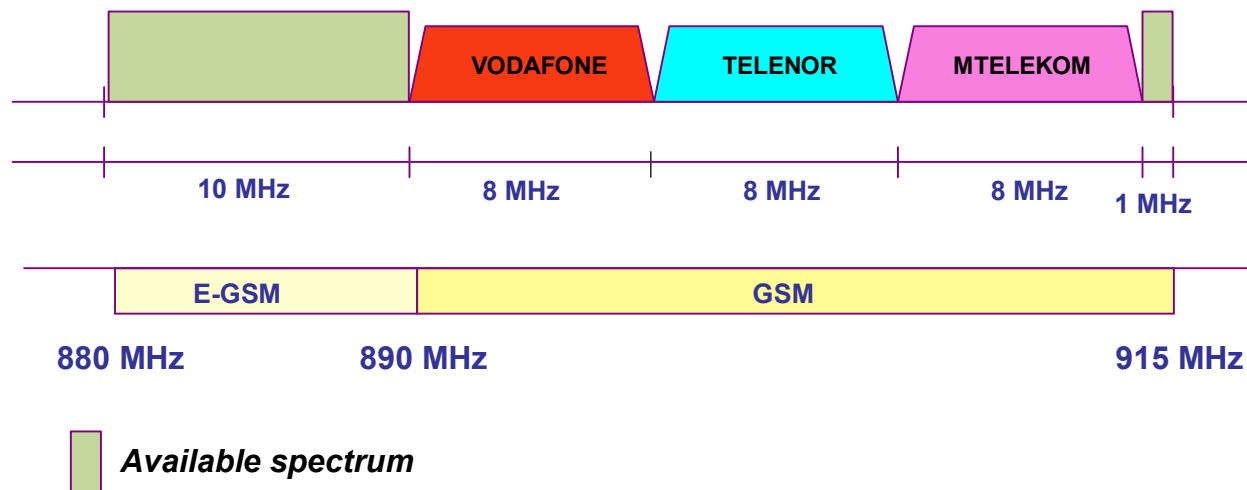 VODAFONE TELENOR MTELEKOM
10 MHz 8 MHz 8 MHz 8 MHz 1 MHz
E-GSM GSM
880 MHz 890 MHz 915 MHz
Available spectrum